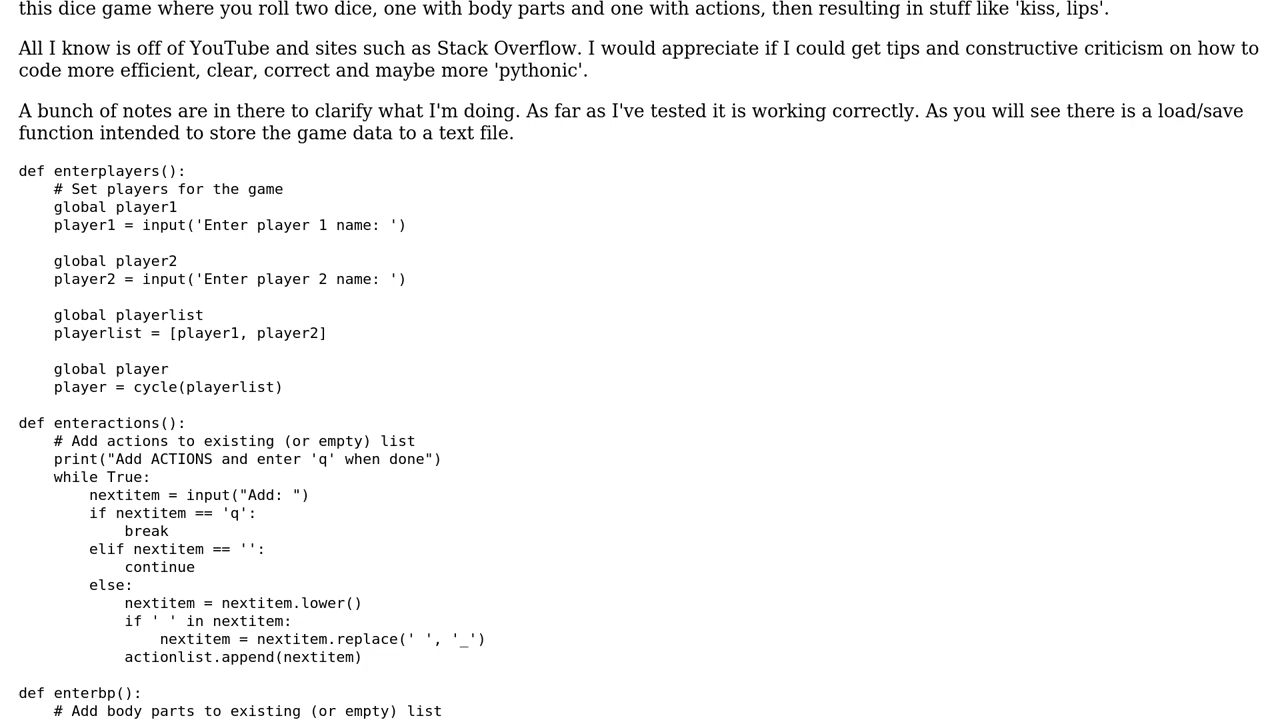 this dice game where you roll two dice, one with body parts and one with actions, then resulting in stuff like 'kiss, lips'.
All I know is off of YouTube and sites such as Stack Overflow. I would appreciate if I could get tips and constructive criticism on how to
code more efficient, clear, correct and maybe more 'pythonic'.
A bunch of notes are in there to clarify what I'm doing. As far as I've tested it is working correctly. As you will see there is a load/save
function intended to store the game data to a text file.
def enterplayers():
    # Set players for the game
    global player1
    player1 = input('Enter player 1 name: ')

    global player2
    player2 = input('Enter player 2 name: ')

    global playerlist
    playerlist = [player1, player2]

    global player
    player = cycle(playerlist)

def enteractions():
    # Add actions to existing (or empty) list
    print("Add ACTIONS and enter 'q' when done")
    while True:
        nextitem = input("Add: ")
        if nextitem == 'q':
            break
        elif nextitem == '':
            continue
        else:
            nextitem = nextitem.lower()
            if ' ' in nextitem:
                nextitem = nextitem.replace(' ', '_')
            actionlist.append(nextitem)

def enterbp():
    # Add body parts to existing (or empty) list